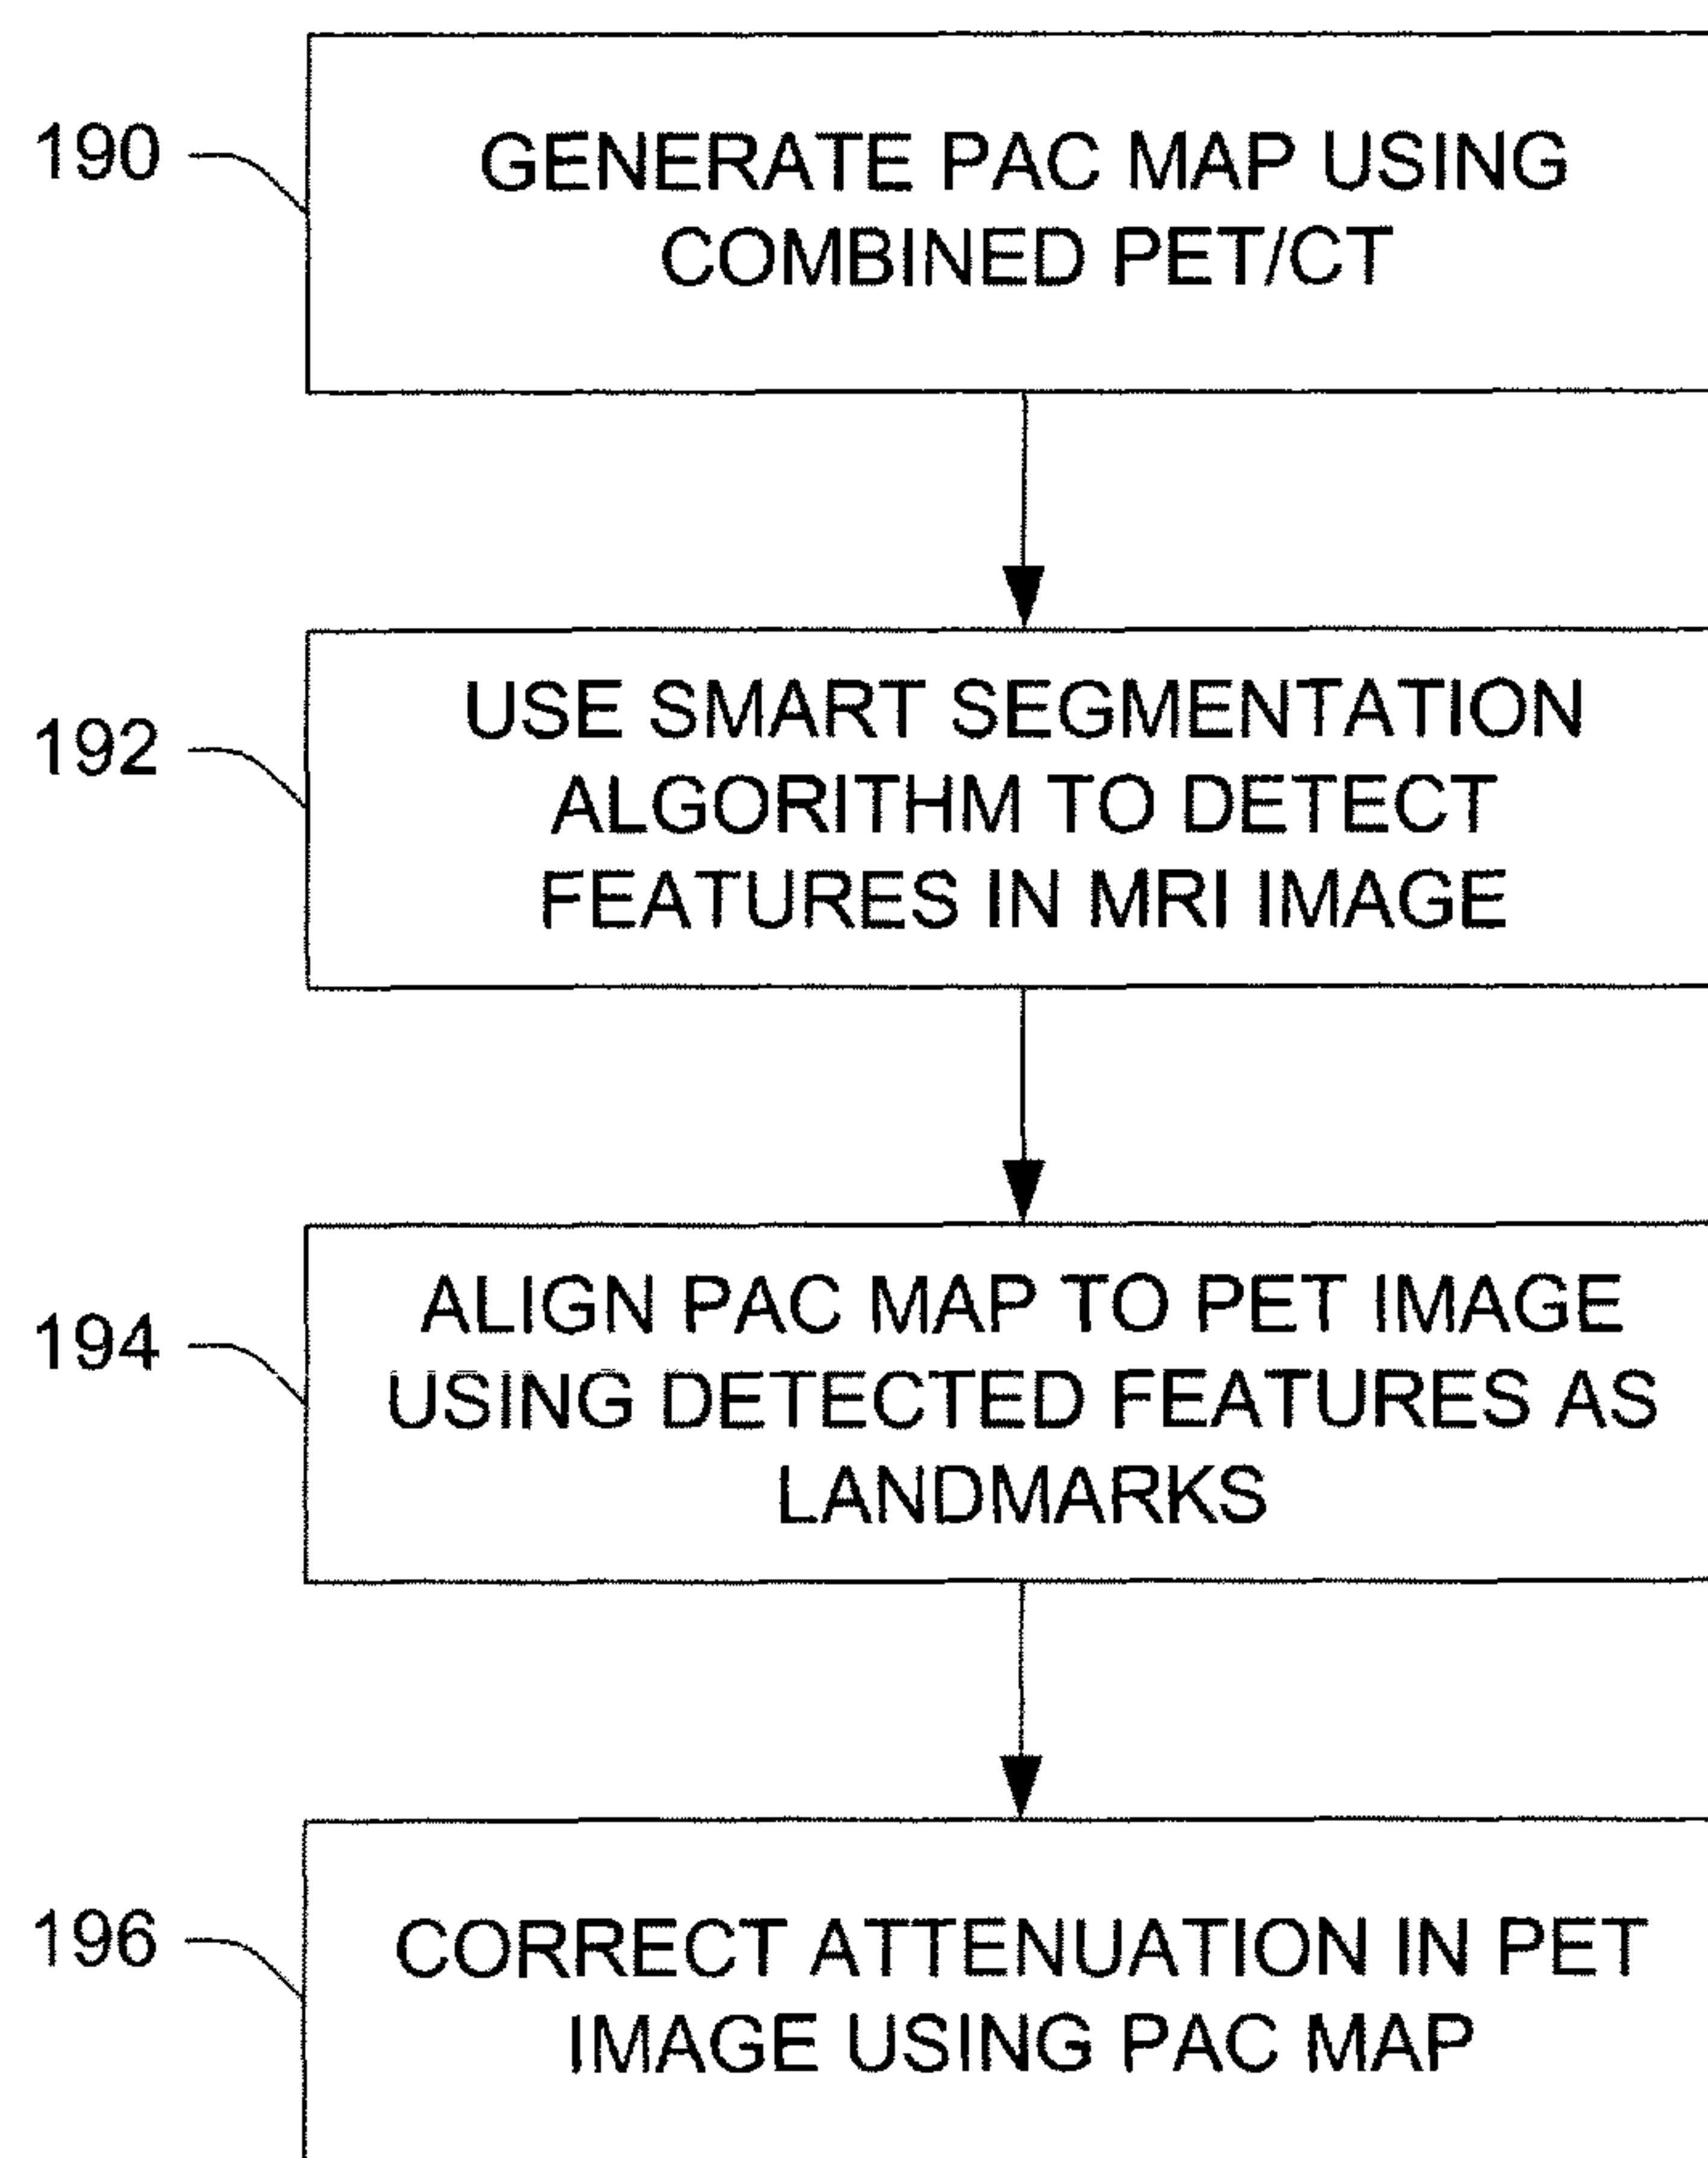 190
GENERATE PAC MAP USING
COMBINED PET/CT
192
USE SMART SEGMENTATION
ALGORITHM TO DETECT
FEATURES IN MRI IMAGE
194
ALIGN PAC MAP TO PET IMAGE
USING DETECTED FEATURES AS
LANDMARKS
196
CORRECT ATTENUATION IN PET
IMAGE USING PAC MAP